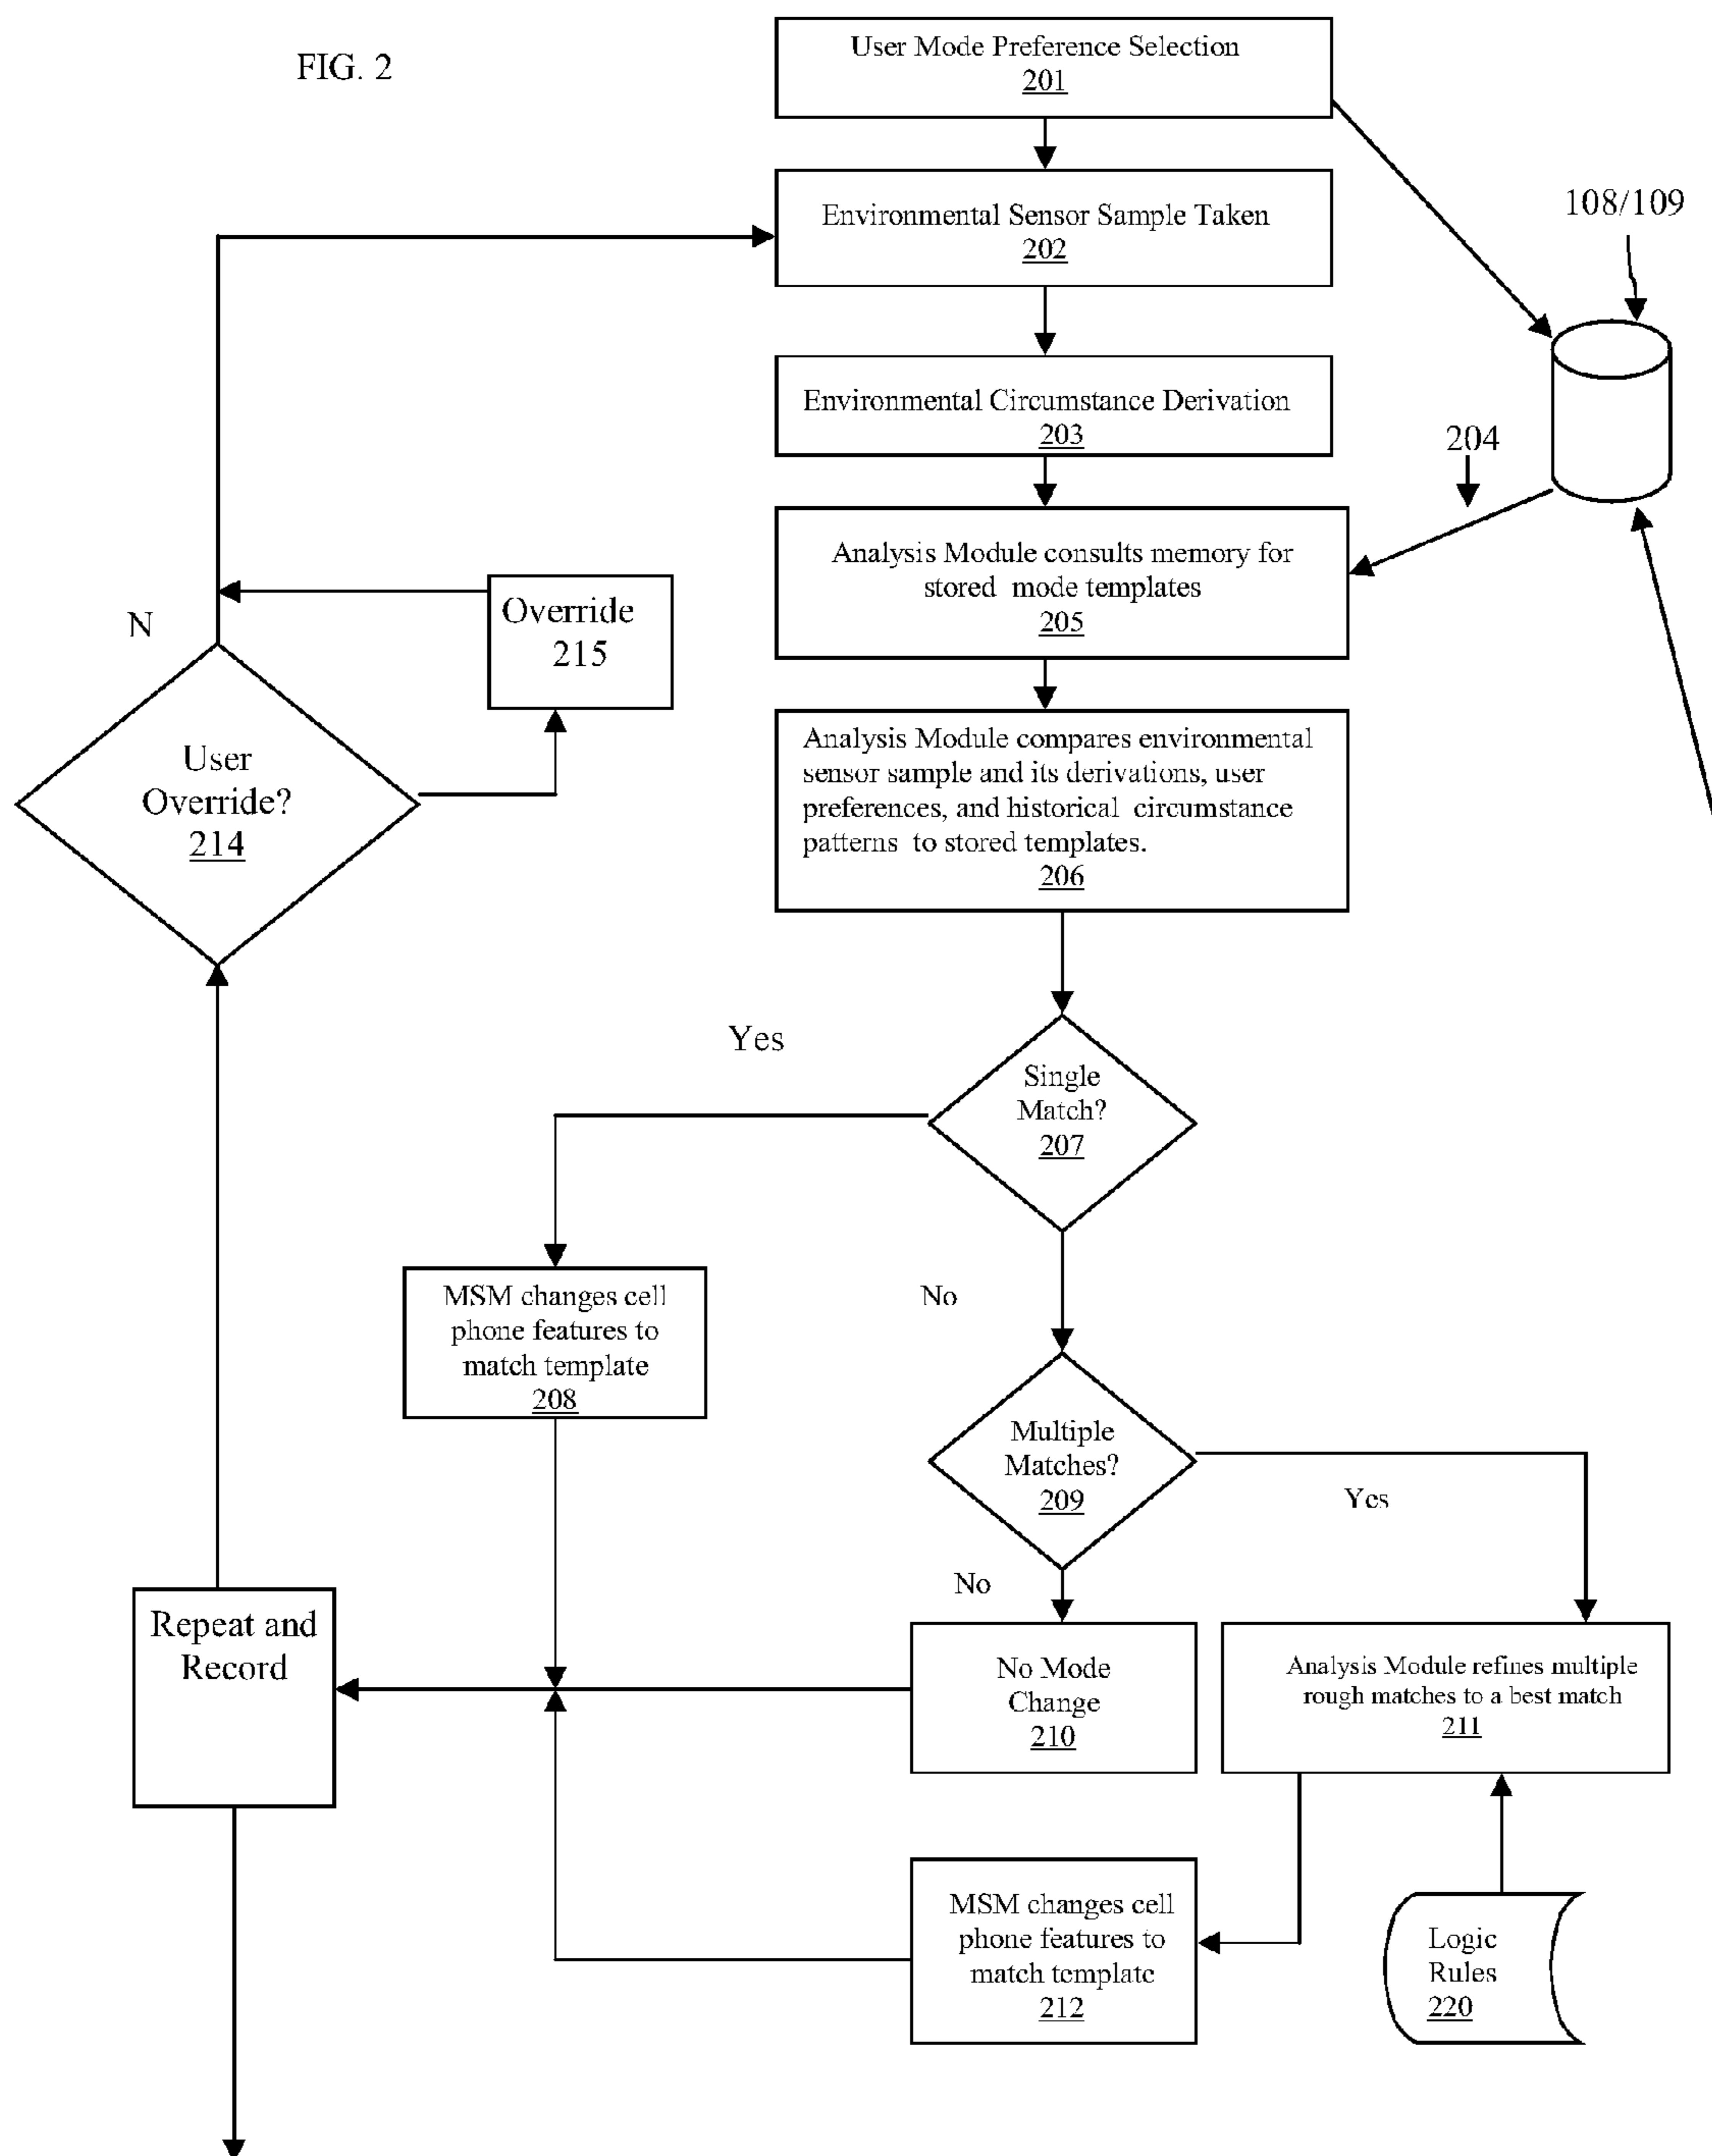 FIG. 2
User Mode Preference Selection
201
Environmental Sensor Sample Taken
202
108/109
Environmental Circumstance Derivation
203
204
Analysis Module consults memory for
stored mode templates
205
Override
215
N
User
Override?
214
Analysis Module compares environmental
sensor sample and its derivations, user
preferences, and historical circumstance
patterns to stored templates.
206
Yes
Single
Match?
207
MSM changes cell
phone features to
match template
208
No
Multiple
Matches?
209
Yes
No
Repeat and
Record
No Mode
Change
210
Analysis Module refines multiple
rough matches to a best match
211
MSM changes cell
phone features to
match template
212
Logic
Rules
220